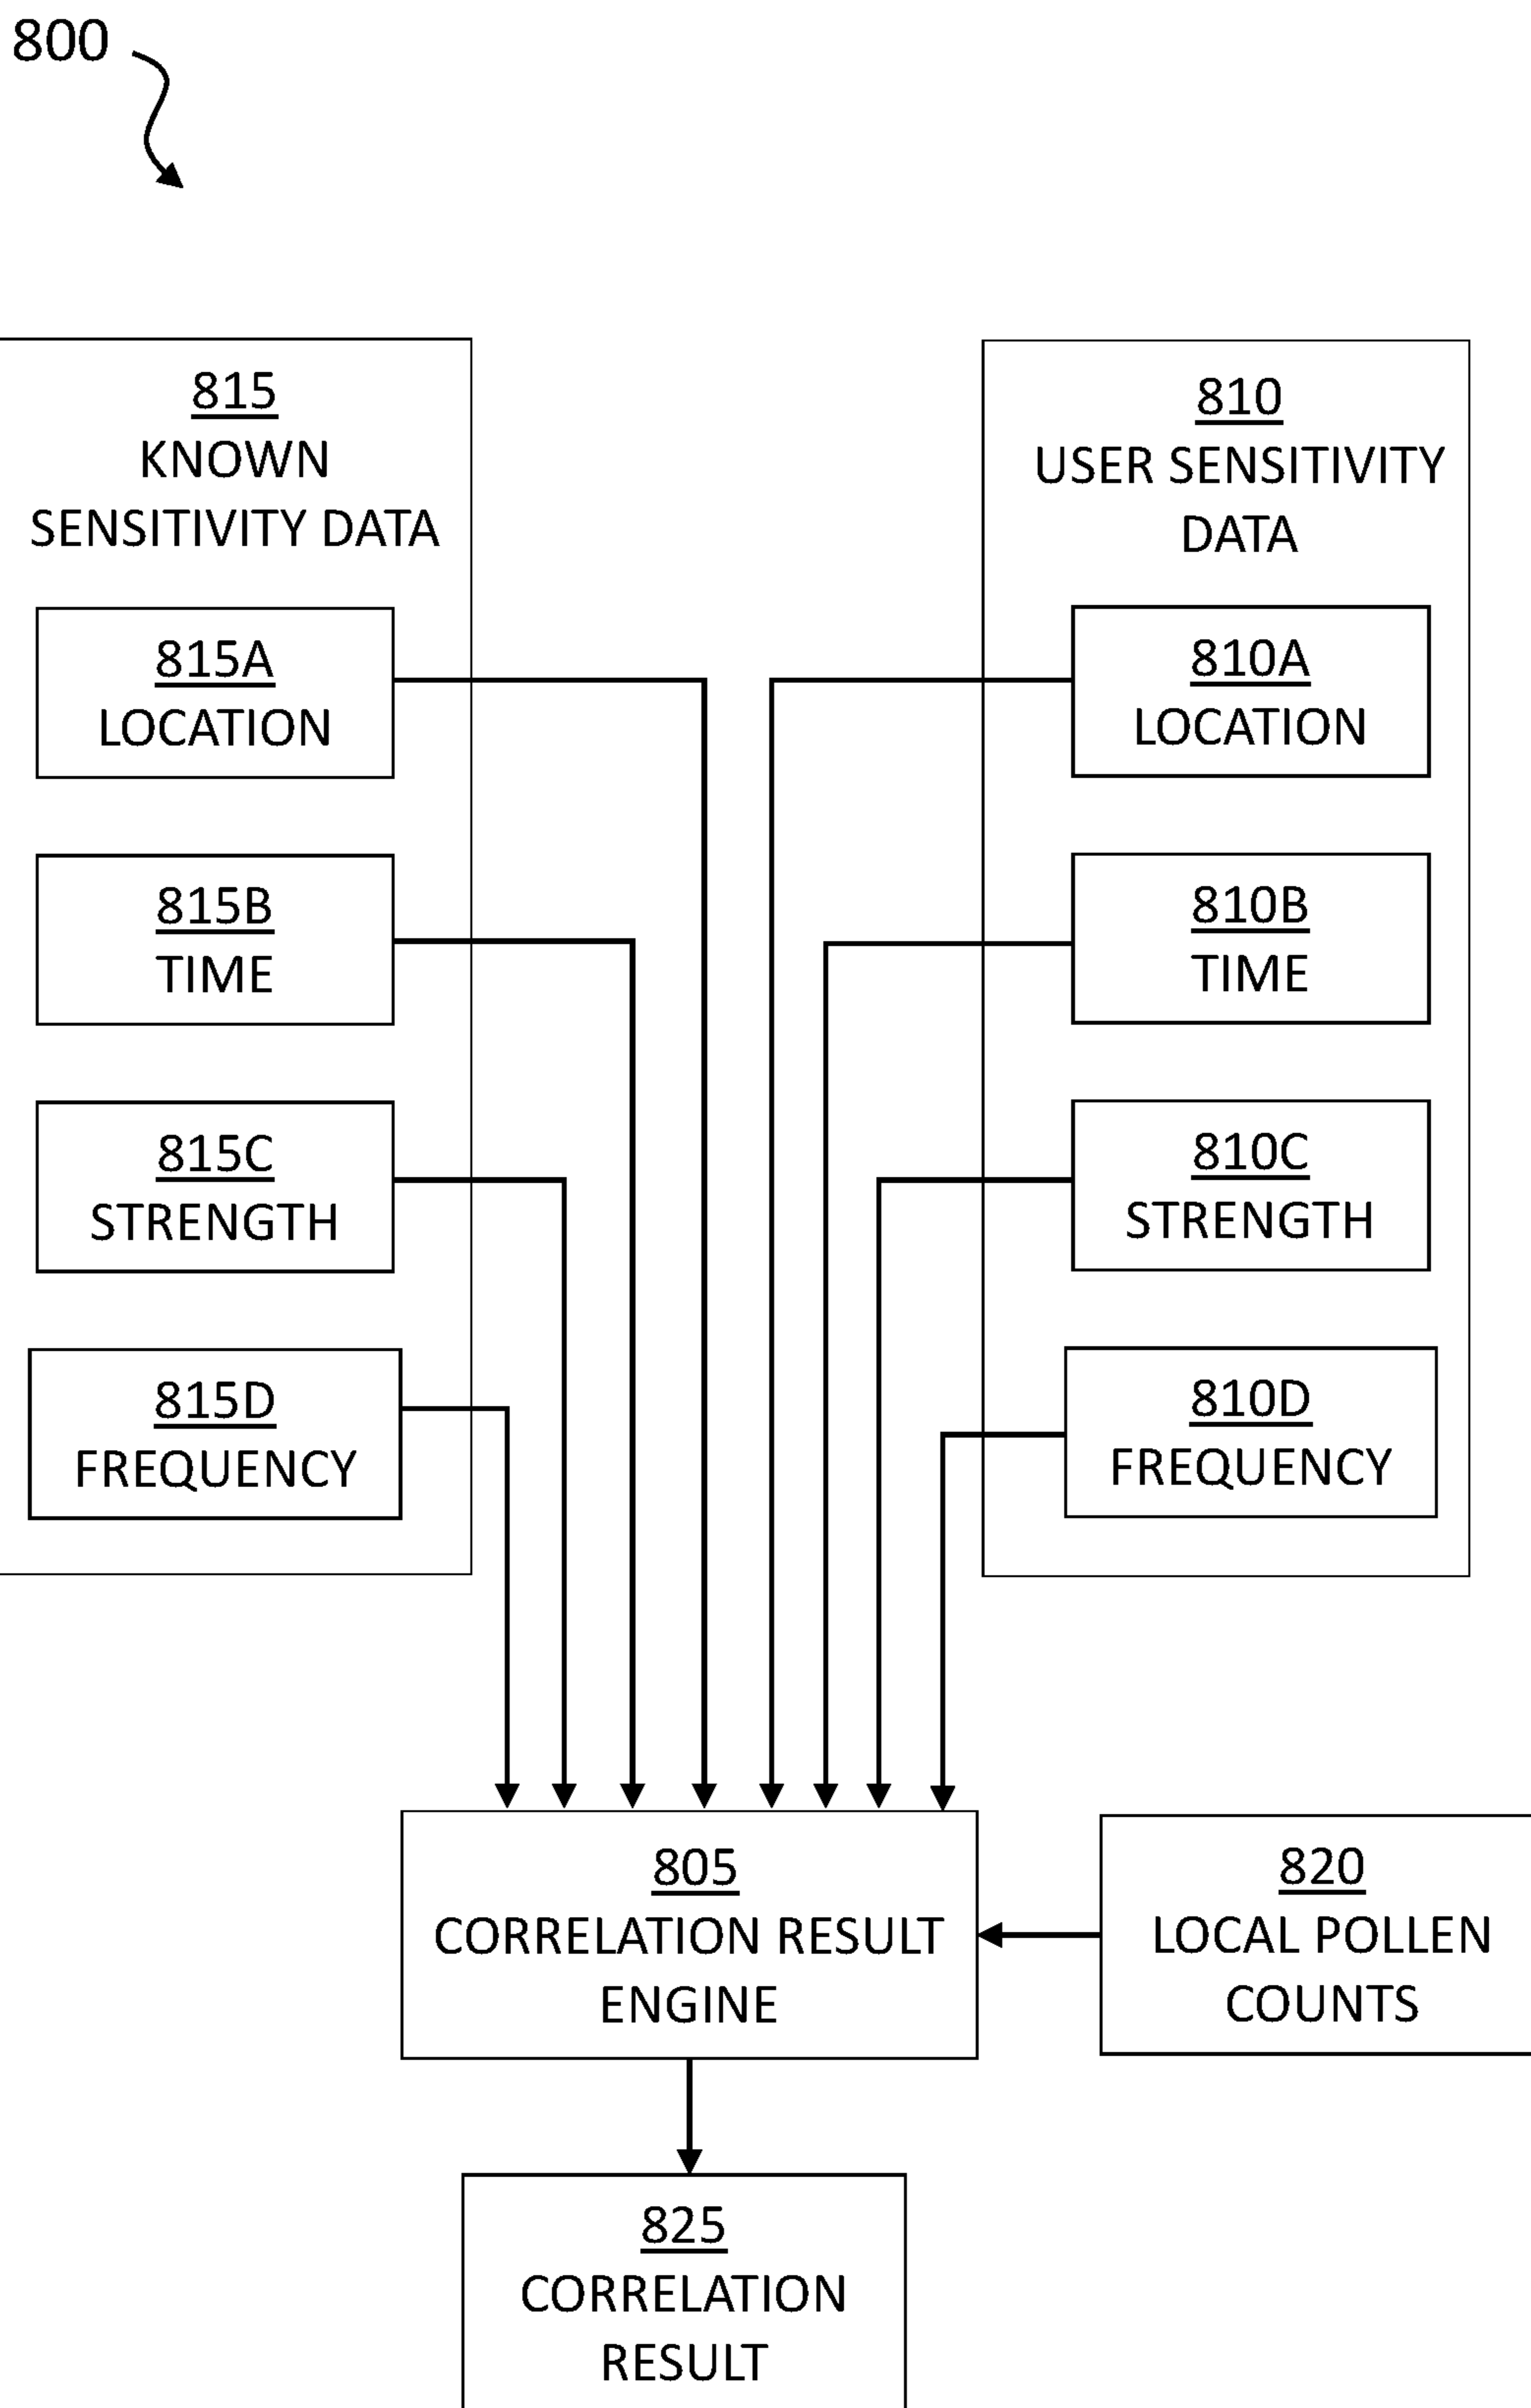 800
815
KNOWN
SENSITIVITY DATA
815A
LOCATION
815B
TIME
815C
STRENGTH
815D
FREQUENCY
810
USER SENSITIVITY
DATA
810A
LOCATION
810B
TIME
810C
STRENGTH
810D
FREQUENCY
805
CORRELATION RESULT
ENGINE
820
LOCAL POLLEN
COUNTS
825
CORRELATION
RESULT